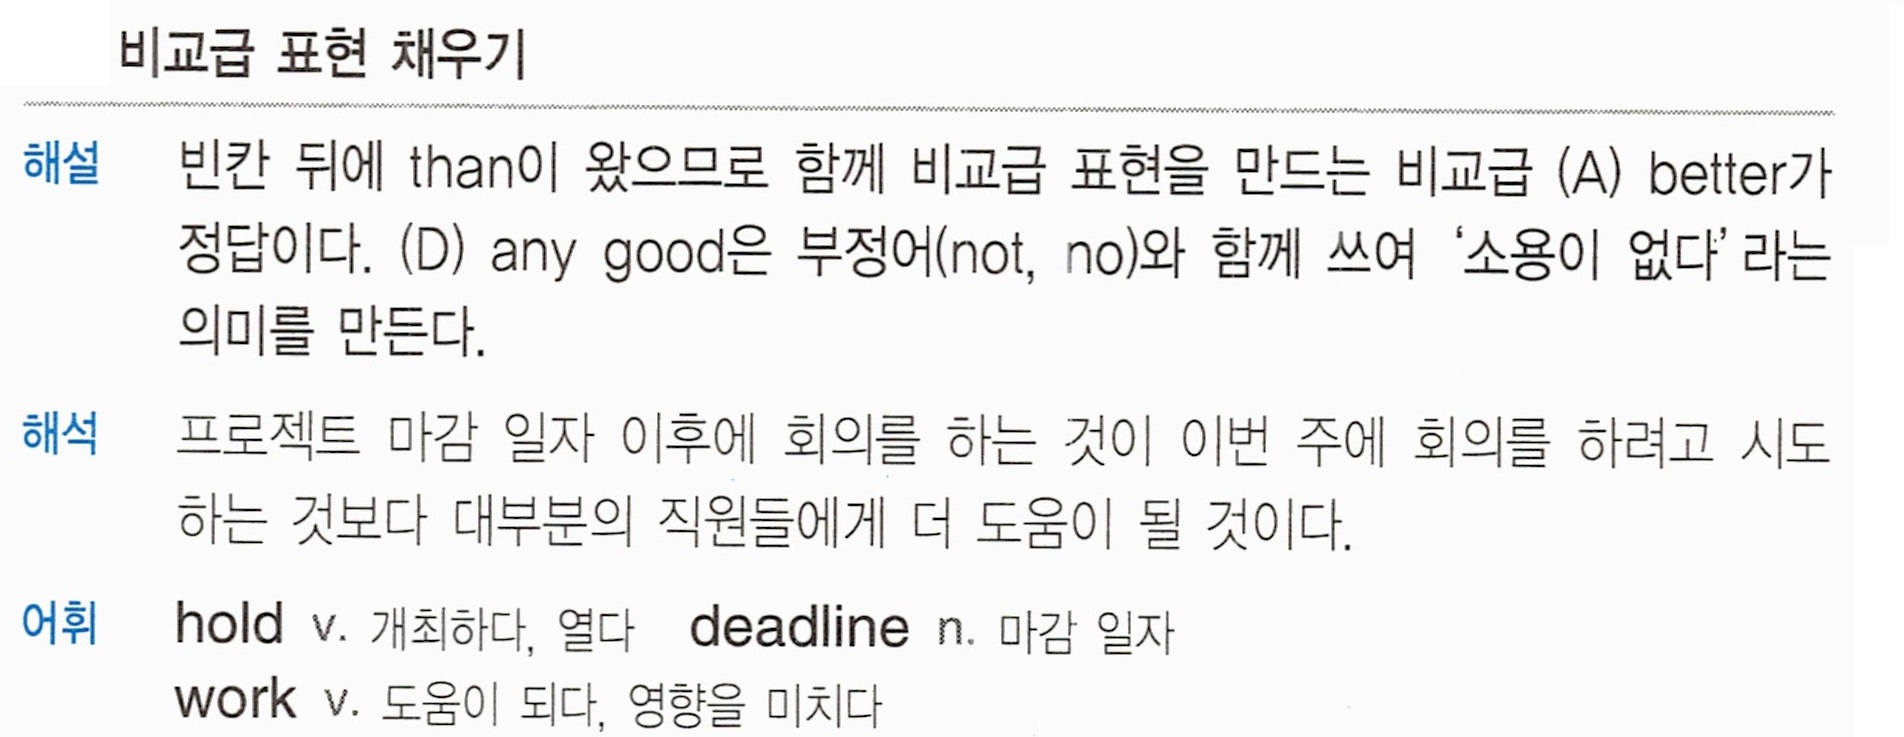 비교급 표현 채우기
해설 빈칸 뒤에 than이 왔으므로 함께 비교급 표현을 만드는 비교급 (A) better가
정답이다. (D) any good은 부정어(not, no)와 함께 쓰여 ‘소용이 없다’라는
의미를 만든다.
해석 프로젝트 마감 일자 이후에 회의를 하는 것이 이번 주에 회의를 하려고 시도
하는 것보다 대부분의 직원들에게 더 도움이 될 것이다.
어휘 hold v. 개최하다, 열다 deadline n. 마감 일자
work v. 도움이 되다, 영향을 미치다